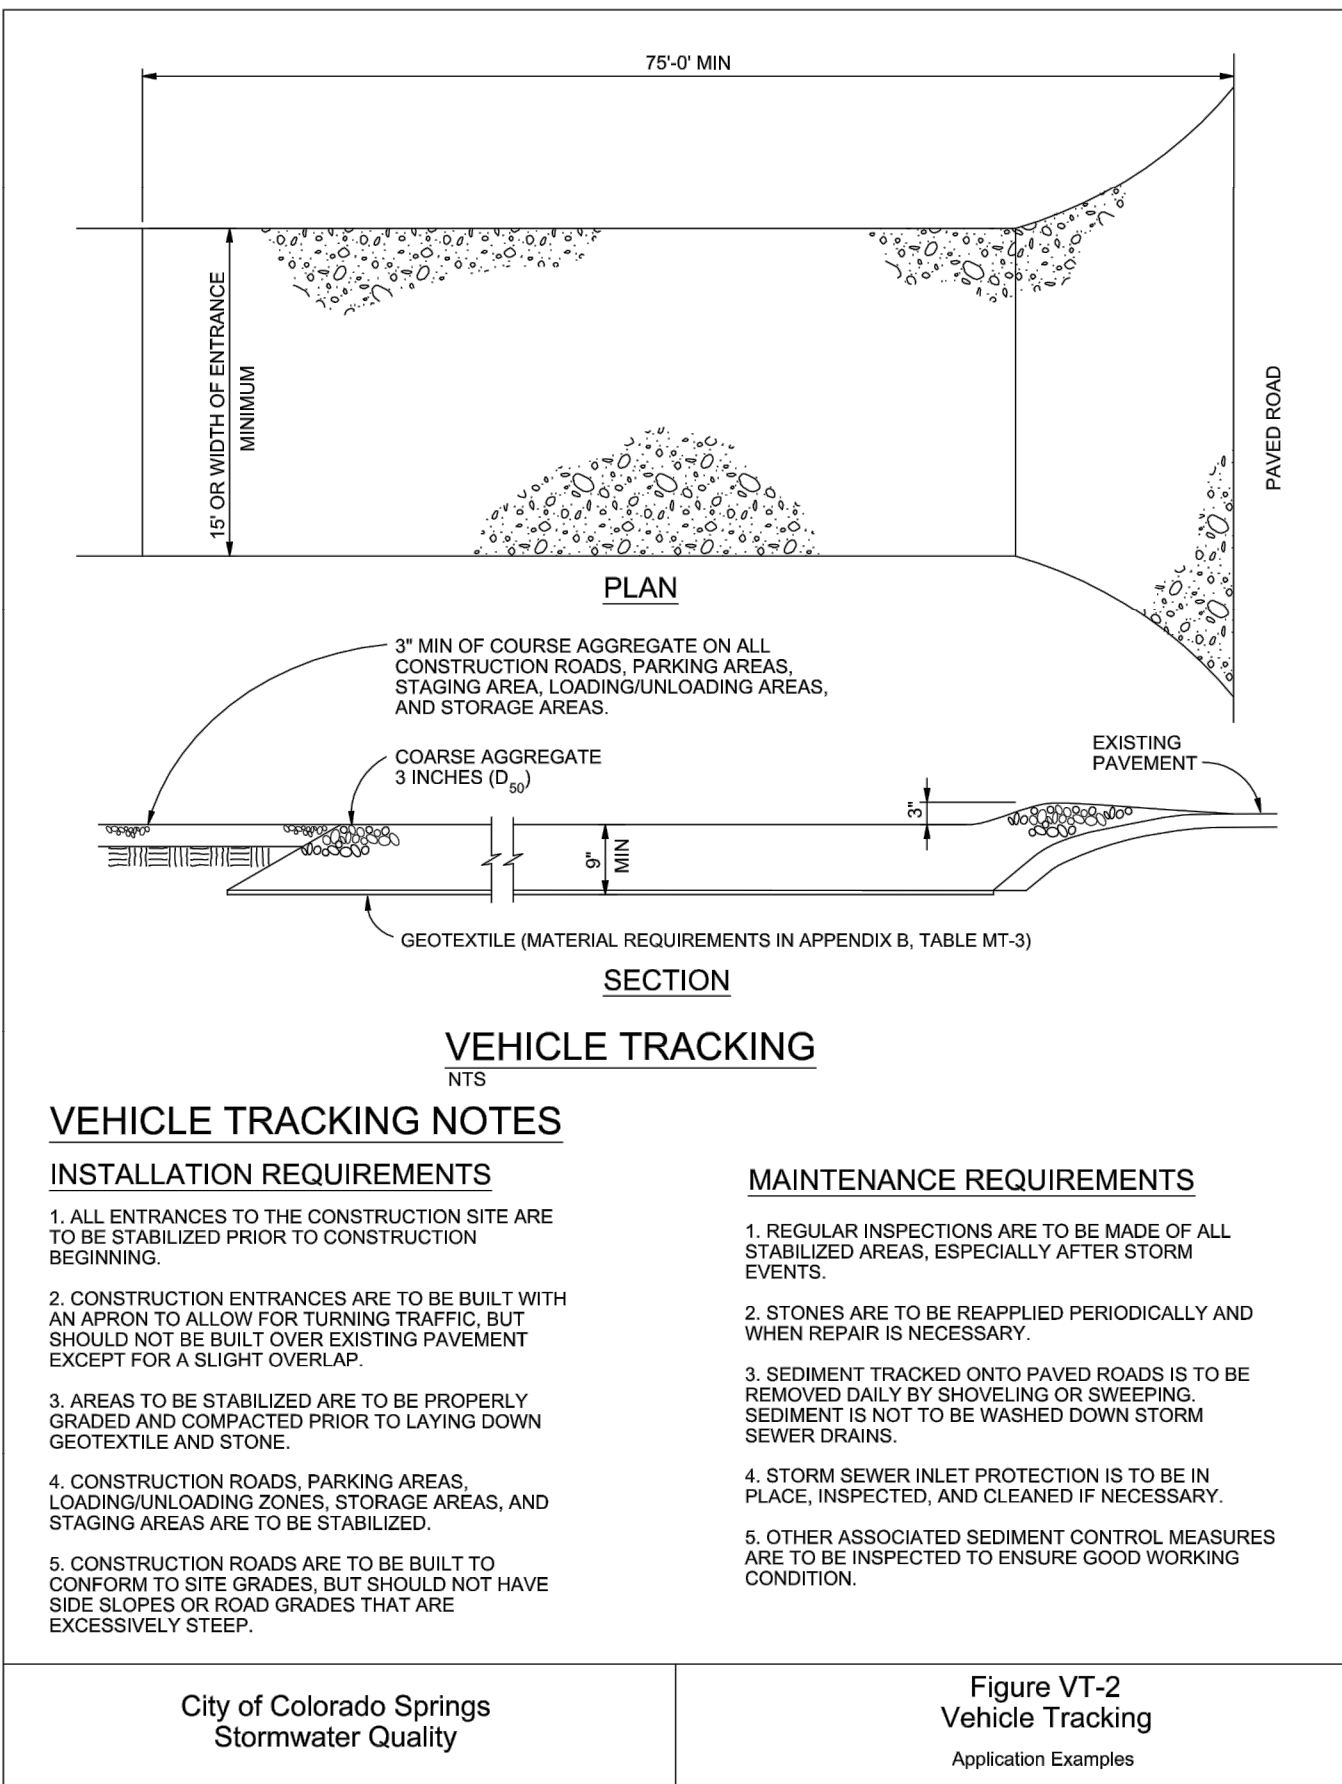 75'-0' MIN
15' OR WIDTH OF ENTRANCE
MINIMUM
PAVED ROAD
PLAN
3" MIN OF COURSE AGGREGATE ON ALL
CONSTRUCTION ROADS, PARKING AREAS,
STAGING AREA, LOADING/UNLOADING AREAS,
AND STORAGE AREAS.
COARSE AGGREGATE
3 INCHES (D50)
EXISTING
PAVEMENT
3"
9"
MIN
GEOTEXTILE (MATERIAL REQUIREMENTS IN APPENDIX B, TABLE MT-3)
SECTION
VEHICLE TRACKING
NTS
VEHICLE TRACKING NOTES
INSTALLATION REQUIREMENTS
1. ALL ENTRANCES TO THE CONSTRUCTION SITE ARE
TO BE STABILIZED PRIOR TO CONSTRUCTION
BEGINNING.
2. CONSTRUCTION ENTRANCES ARE TO BE BUILT WITH
AN APRON TO ALLOW FOR TURNING TRAFFIC, BUT
SHOULD NOT BE BUILT OVER EXISTING PAVEMENT
EXCEPT FOR A SLIGHT OVERLAP.
3. AREAS TO BE STABILIZED ARE TO BE PROPERLY
GRADED AND COMPACTED PRIOR TO LAYING DOWN
GEOTEXTILE AND STONE.
4. CONSTRUCTION ROADS, PARKING AREAS,
LOADING/UNLOADING ZONES, STORAGE AREAS, AND
STAGING AREAS ARE TO BE STABILIZED.
5. CONSTRUCTION ROADS ARE TO BE BUILT TO
CONFORM TO SITE GRADES, BUT SHOULD NOT HAVE
SIDE SLOPES OR ROAD GRADES THAT ARE
EXCESSIVELY STEEP.
MAINTENANCE REQUIREMENTS
1. REGULAR INSPECTIONS ARE TO BE MADE OF ALL
STABILIZED AREAS, ESPECIALLY AFTER STORM
EVENTS.
2. STONES ARE TO BE REAPPLIED PERIODICALLY AND
WHEN REPAIR IS NECESSARY.
3. SEDIMENT TRACKED ONTO PAVED ROADS IS TO BE
REMOVED DAILY BY SHOVELING OR SWEEPING.
SEDIMENT IS NOT TO BE WASHED DOWN STORM
SEWER DRAINS.
4. STORM SEWER INLET PROTECTION IS TO BE IN
PLACE, INSPECTED, AND CLEANED IF NECESSARY.
5. OTHER ASSOCIATED SEDIMENT CONTROL MEASURES
ARE TO BE INSPECTED TO ENSURE GOOD WORKING
CONDITION.
City of Colorado Springs
Stormwater Quality
Figure VT-2
Vehicle Tracking
Application Examples